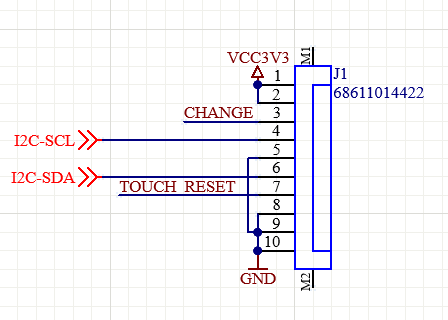 M1
VCC3V3
J1
1
68611014422
2
CHANGE
3
I2C-SCL
4
5
I2C-SDA
6
TOUCH_RESET
7
8
9
10
GND
M2